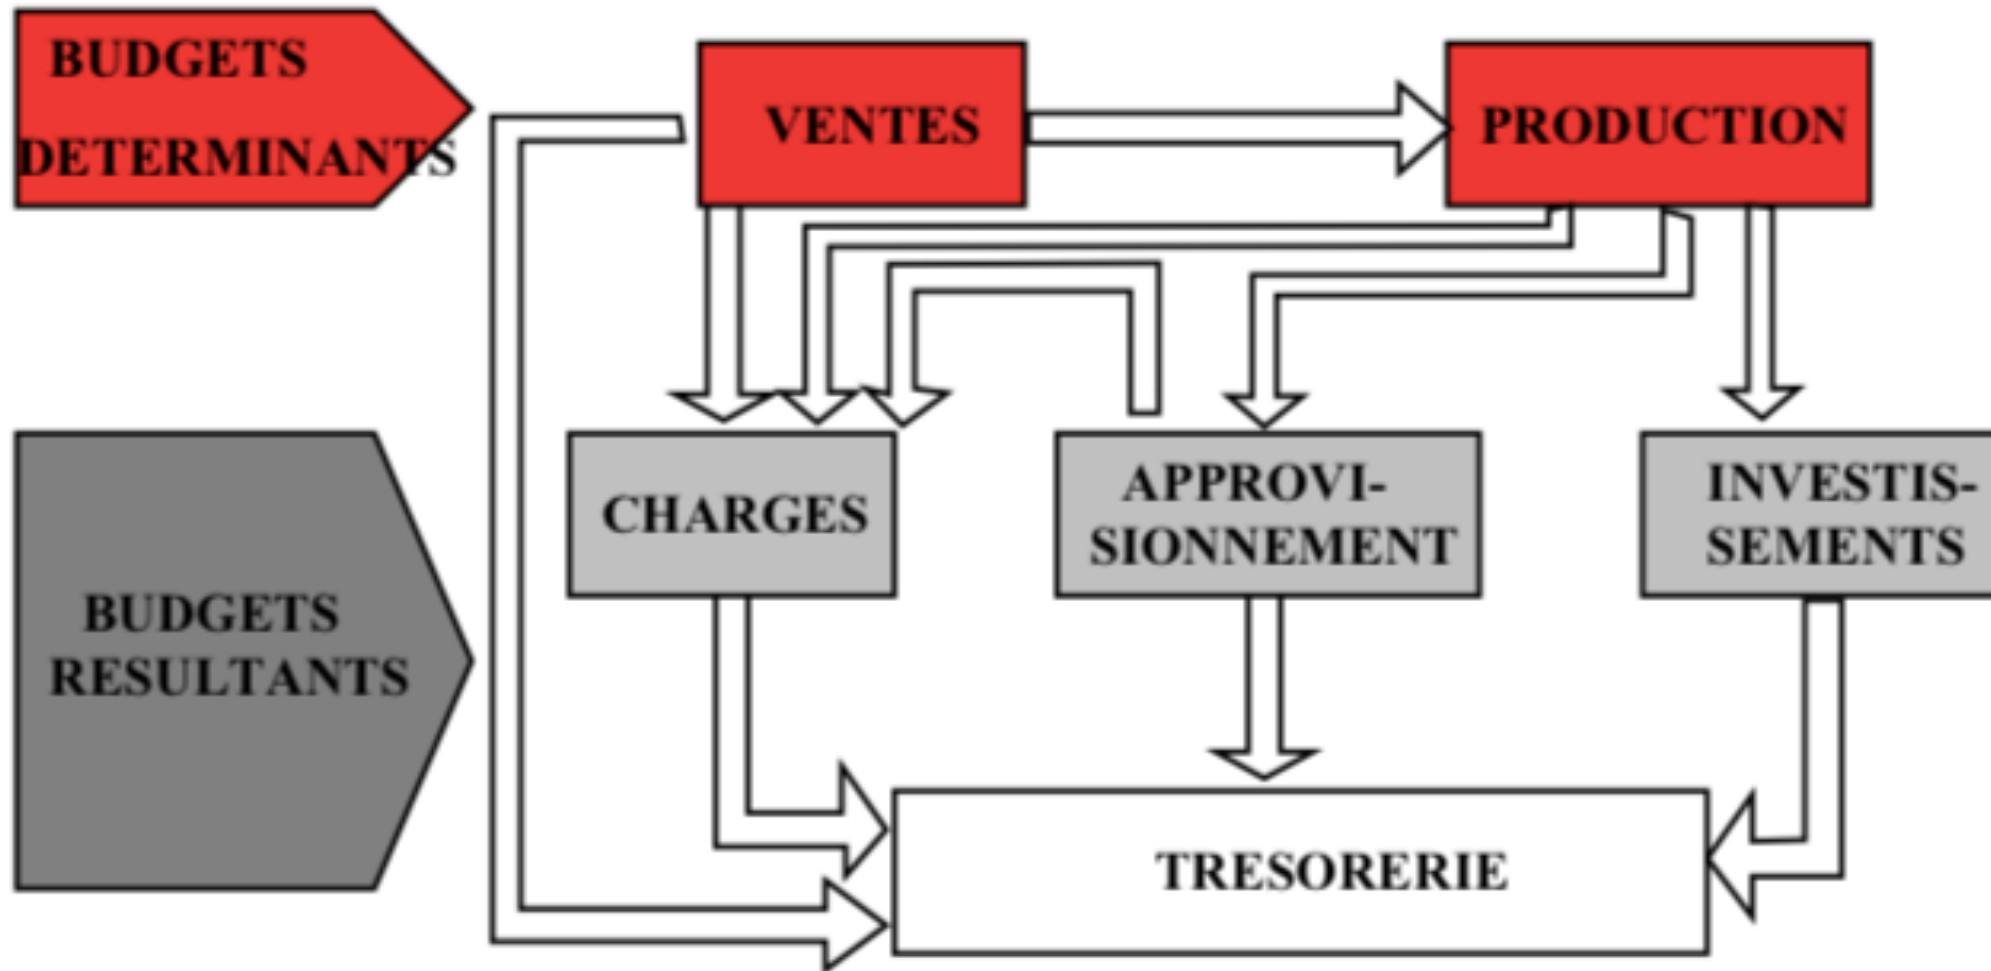 BUDGETS
DETERMINANTS
VENTES
PRODUCTION
CHARGES
APPROVI-
SIONNEMENT
INVESTIS-
SEMENTS
BUDGETS
RESULTANTS
TRESORERIE